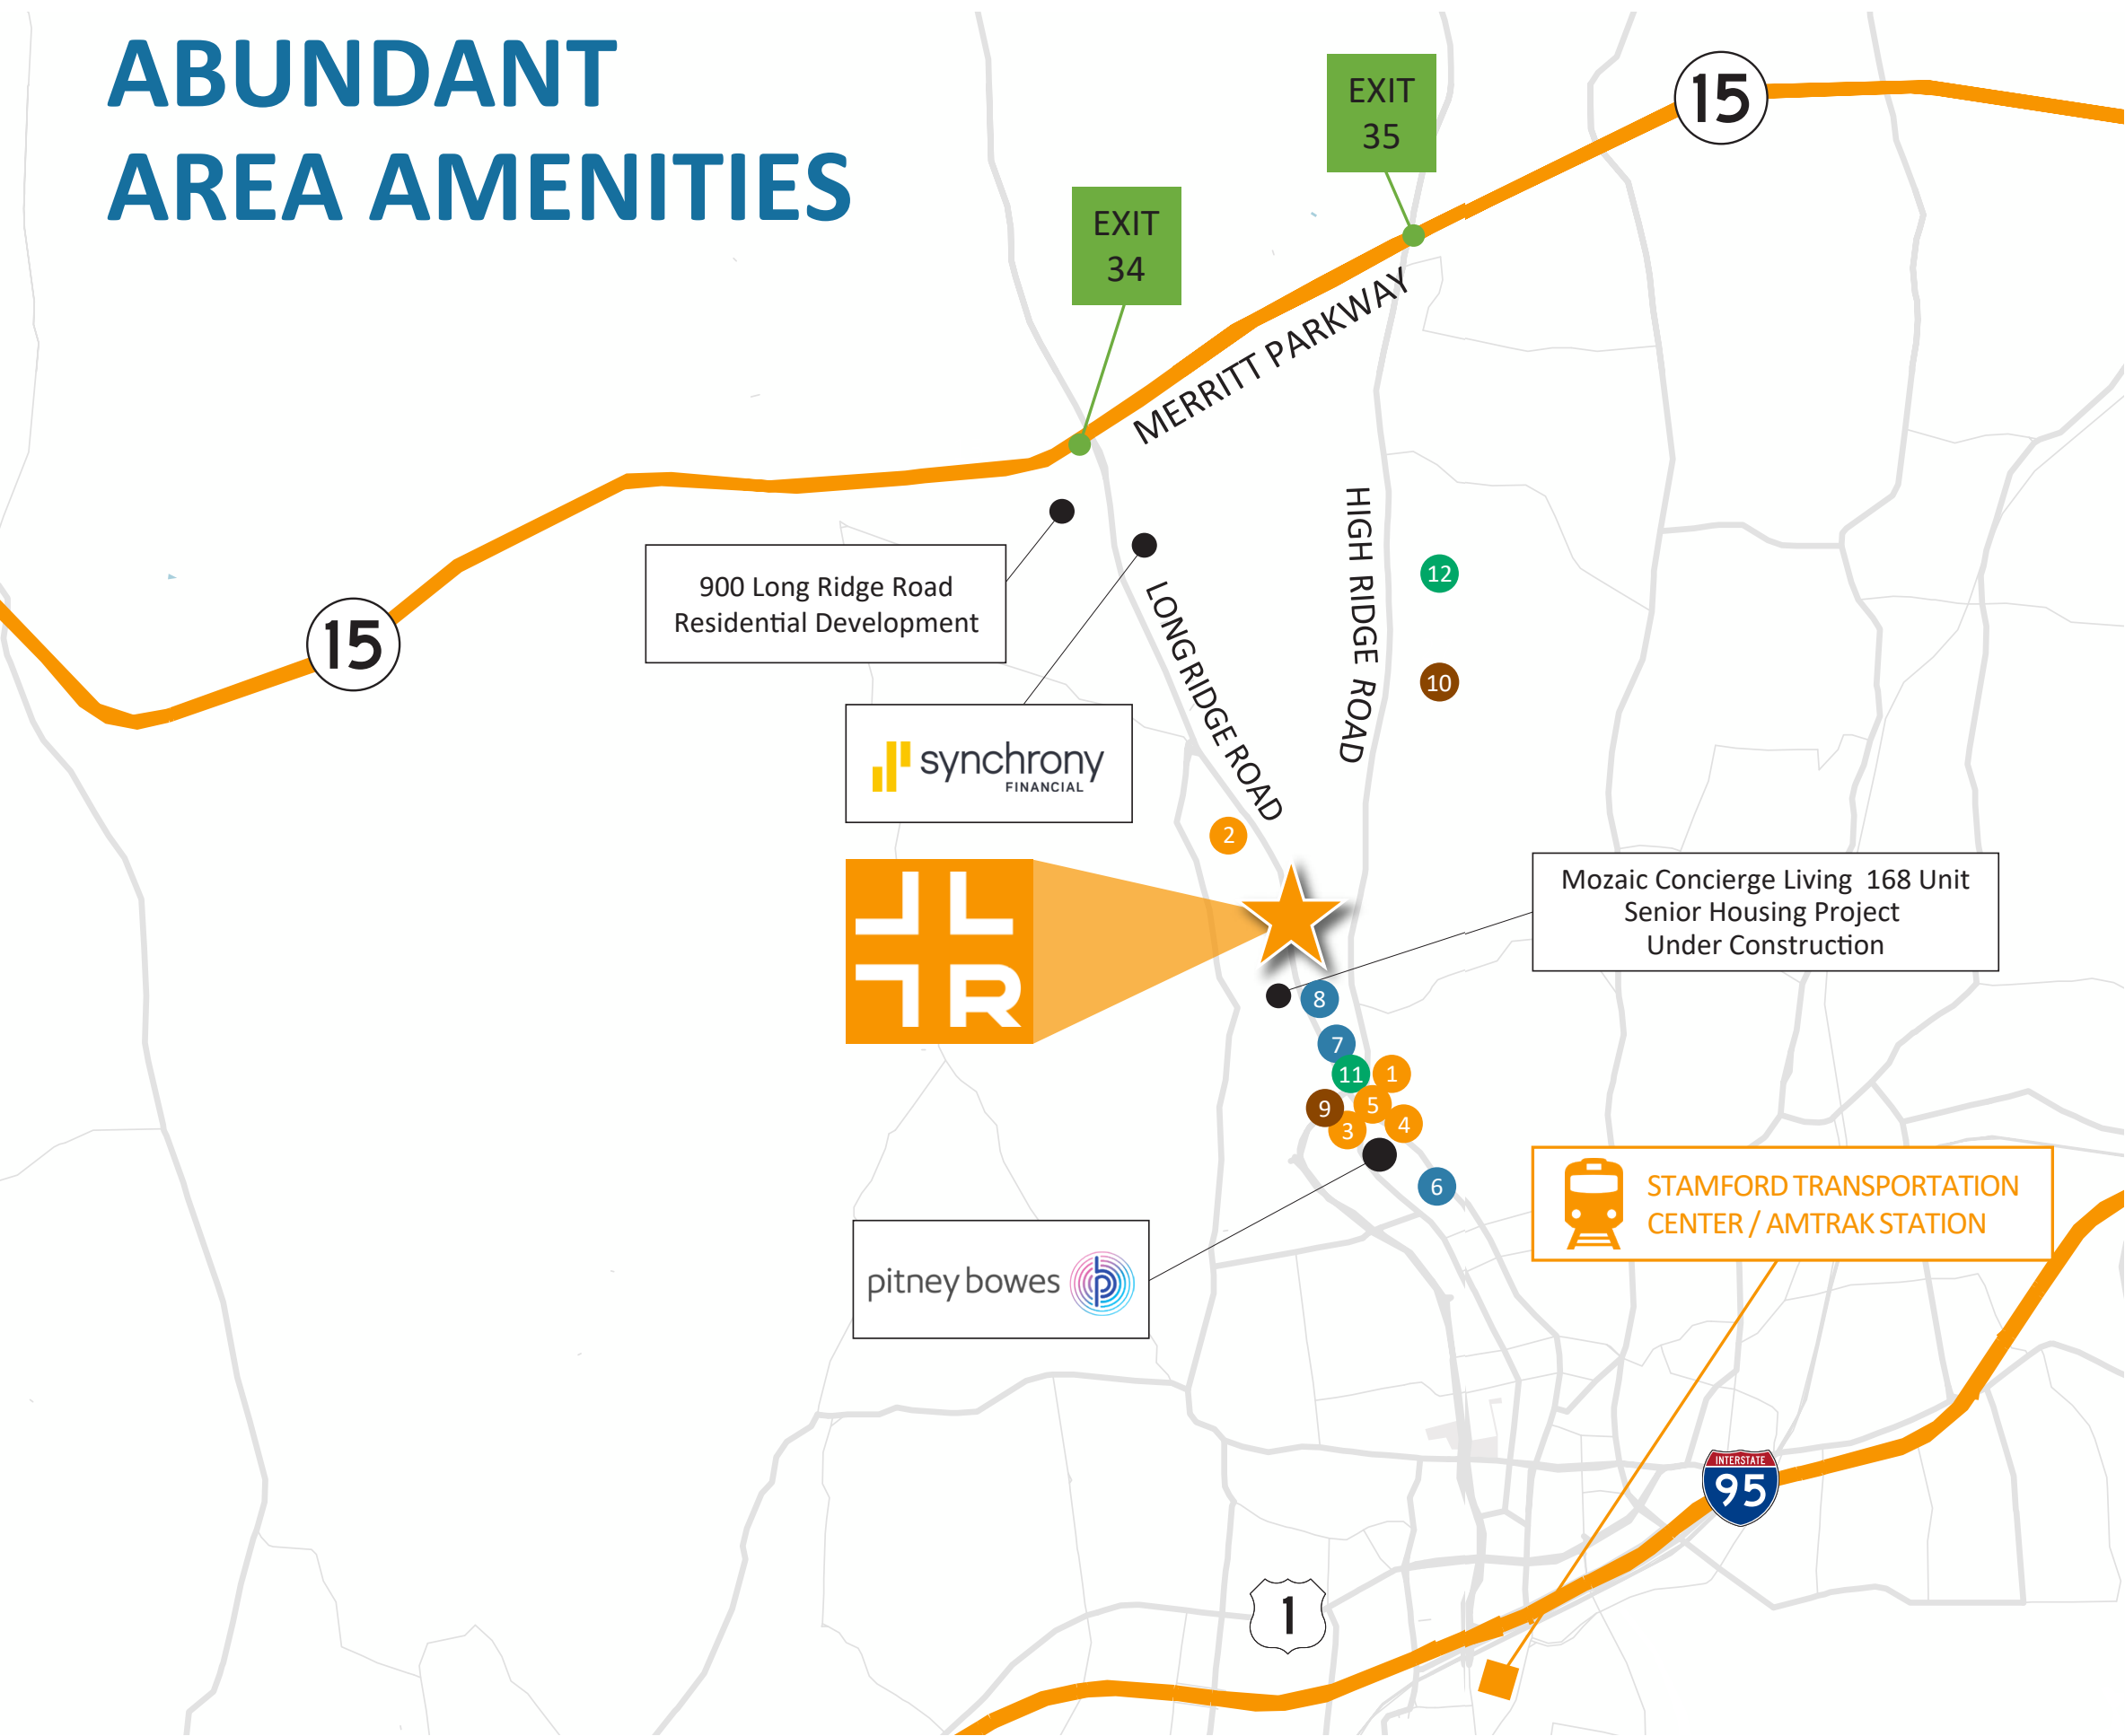 ABUNDANT
AREA AMENITIES
EXIT
35
15
EXIT
34
MERRITT PARKWAY
HIGH RIDGE ROAD
12
900 Long Ridge Road
Residential Development
15
LONG RIDGE ROAD
10
synchrony
FINANCIAL
2
L
R
Mozaic Concierge Living 168 Unit
Senior Housing Project
Under Construction
8
7
11
1
9
5
3
4
6
STAMFORD TRANSPORTATION
CENTER / AMTRAK STATION
pitney bowes
INTERSTATE
95
1